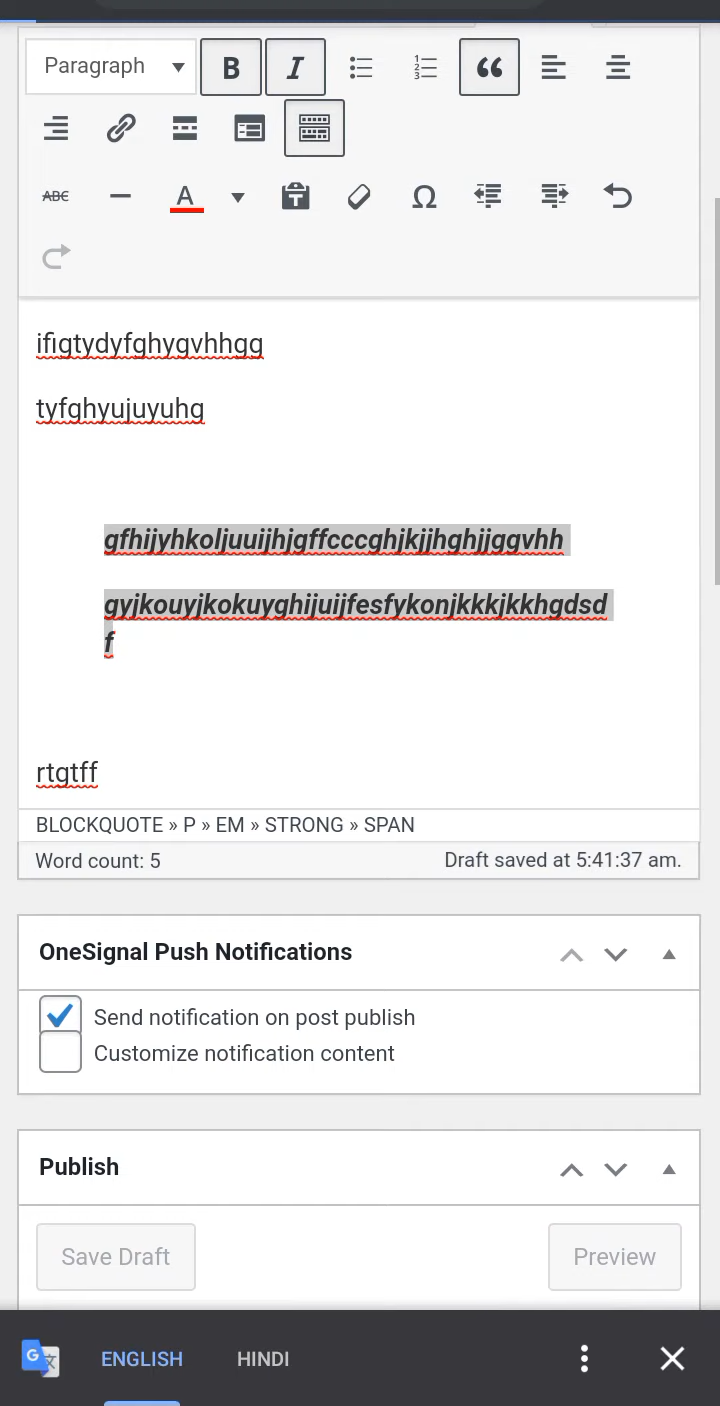 Paragraph
B I
ABC A T Ω
ifigtydyfghygvhhgg
tyfghyujuyuhg
gfhijyhkoljuuijhjgffcccghjkjjhghjjggvhh
gyjkouyjkokuyghijuijfesfykonjkkkjkkhgdsd
f
rtgtff
BLOCKQUOTE » P » EM » STRONG » SPAN
Word count: 5 Draft saved at 5:41:37 am.
OneSignal Push Notifications
Send notification on post publish
Customize notification content
Publish
Save Draft Preview
ENGLISH HINDI